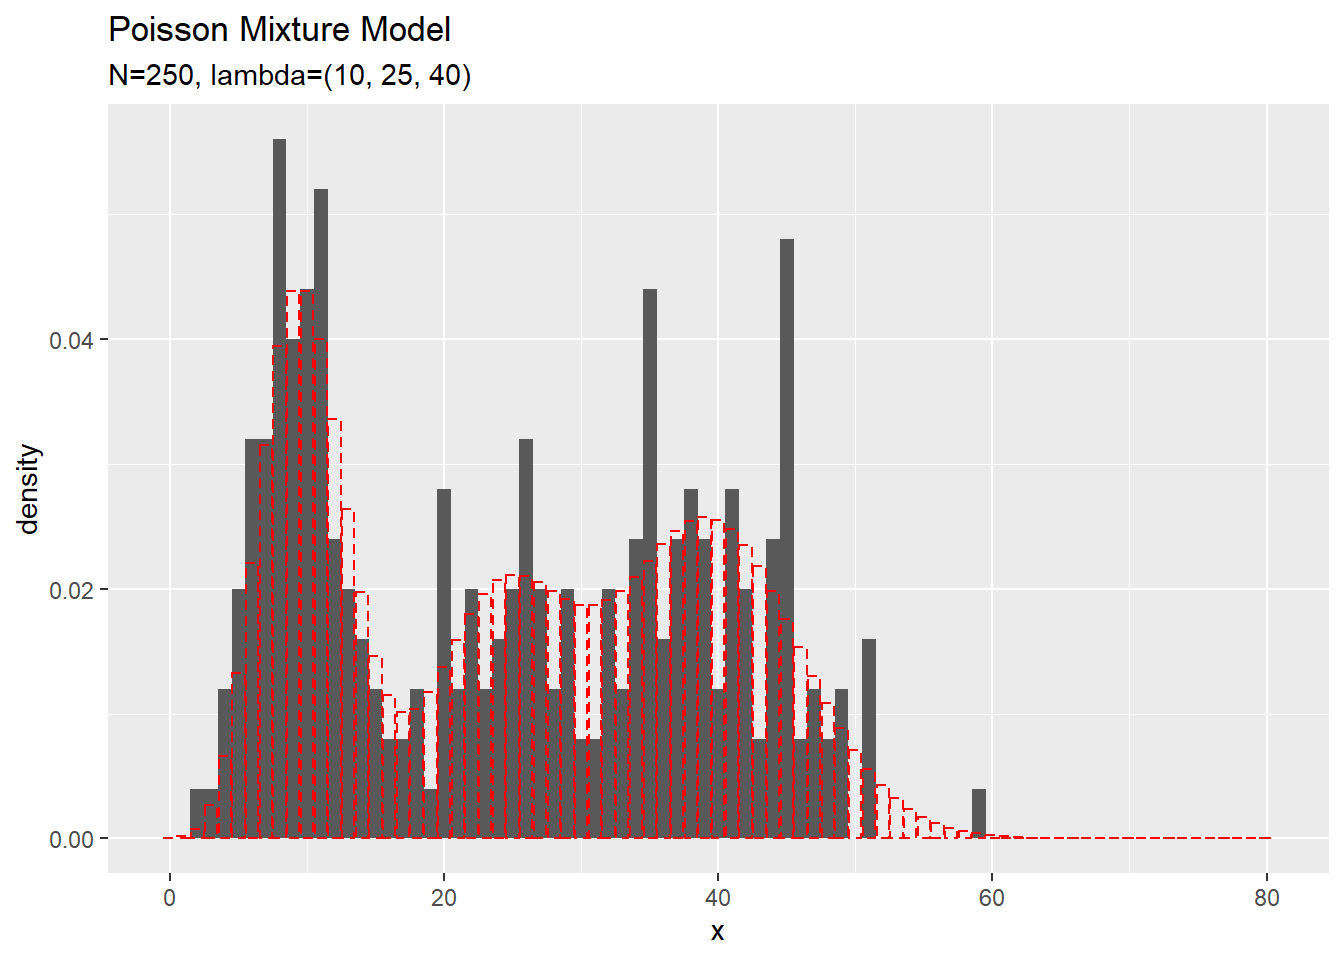 Poisson Mixture Model
N=250, lambda=(10, 25, 40)
density
0.04
0.02
0.00
0 20 40 60 80
x